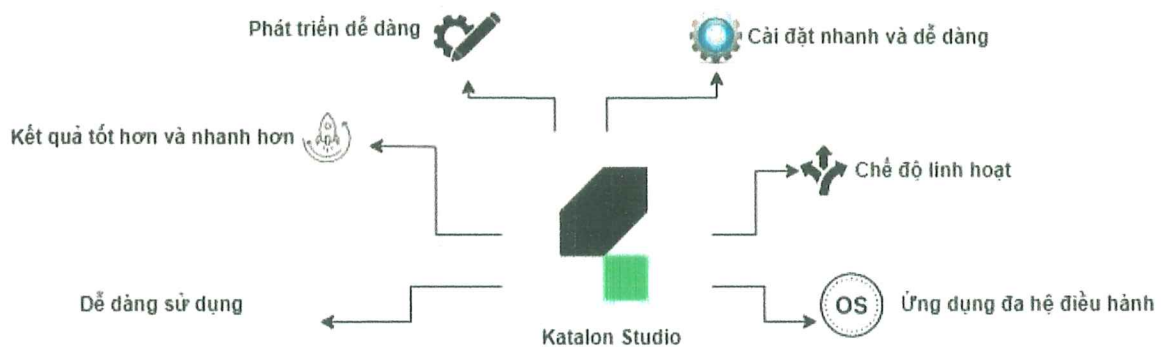 Phát triển dễ dàng
Cài đặt nhanh và dễ dàng
Kết quả tốt hơn và nhanh hơn
Chế độ linh hoạt
Dễ dàng sử dụng
OS
Ứng dụng đa hệ điều hành
Katalon Studio